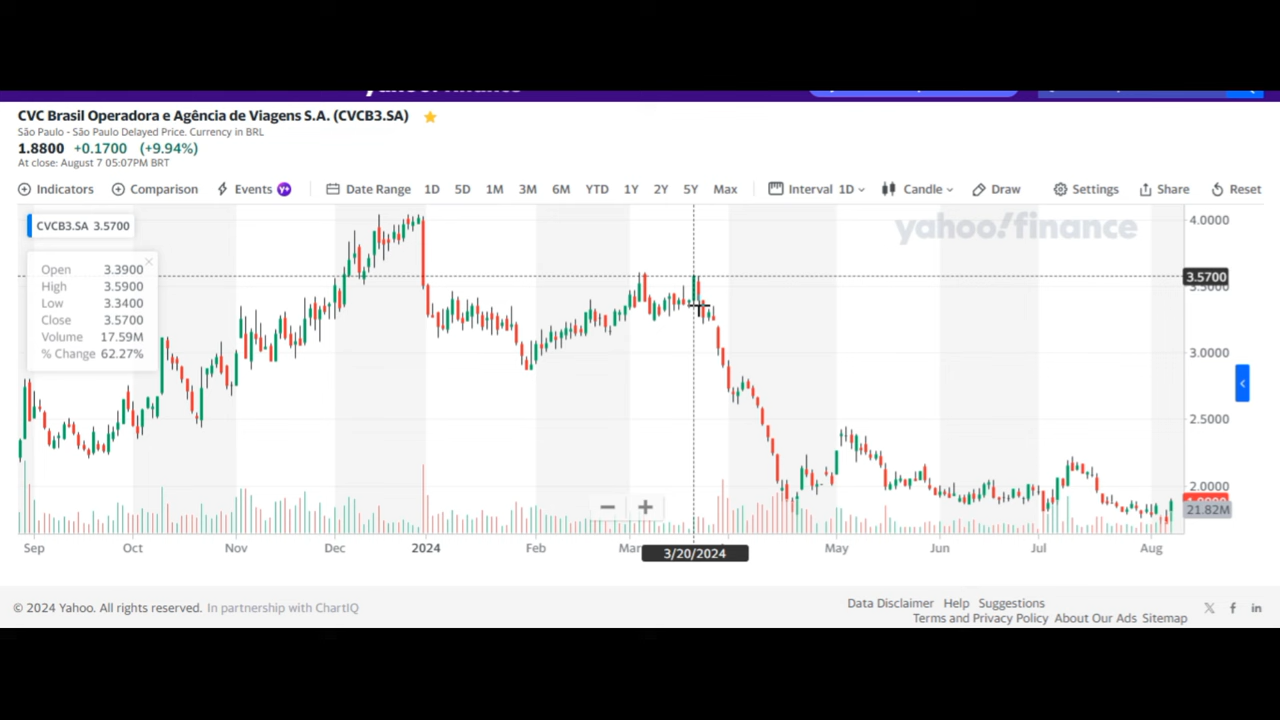 CVC Brasil Operadora e Agência de Viagens S.A. (CVCB3.SA)
São Paulo - São Paulo Delayed Price. Currency in BRL
1.8800 +0.1700 (+9.94%)
At close: August 7 05:07PM BRT
Indicators Comparison Events Y+ Date Range 1D 5D 1M 3M 6M YTD 1Y 2Y 5Y Max Interval 1D Candle Draw Settings Share Reset
CVCB3.SA 3.5700
yahoo!finance
4.0000
Open 3.3900
High 3.5900
Low 3.3400
Close 3.5700
Volume 17.59M
% Change 62.27%
3.5700
3.5000
3.0000
2.5000
2.0000
1.8800
21.82M
Sep Oct Nov Dec 2024 Feb Mar May Jun Jul Aug
3/20/2024
© 2024 Yahoo. All rights reserved. In partnership with ChartIQ
Data Disclaimer Help Suggestions
Terms and Privacy Policy About Our Ads Sitemap